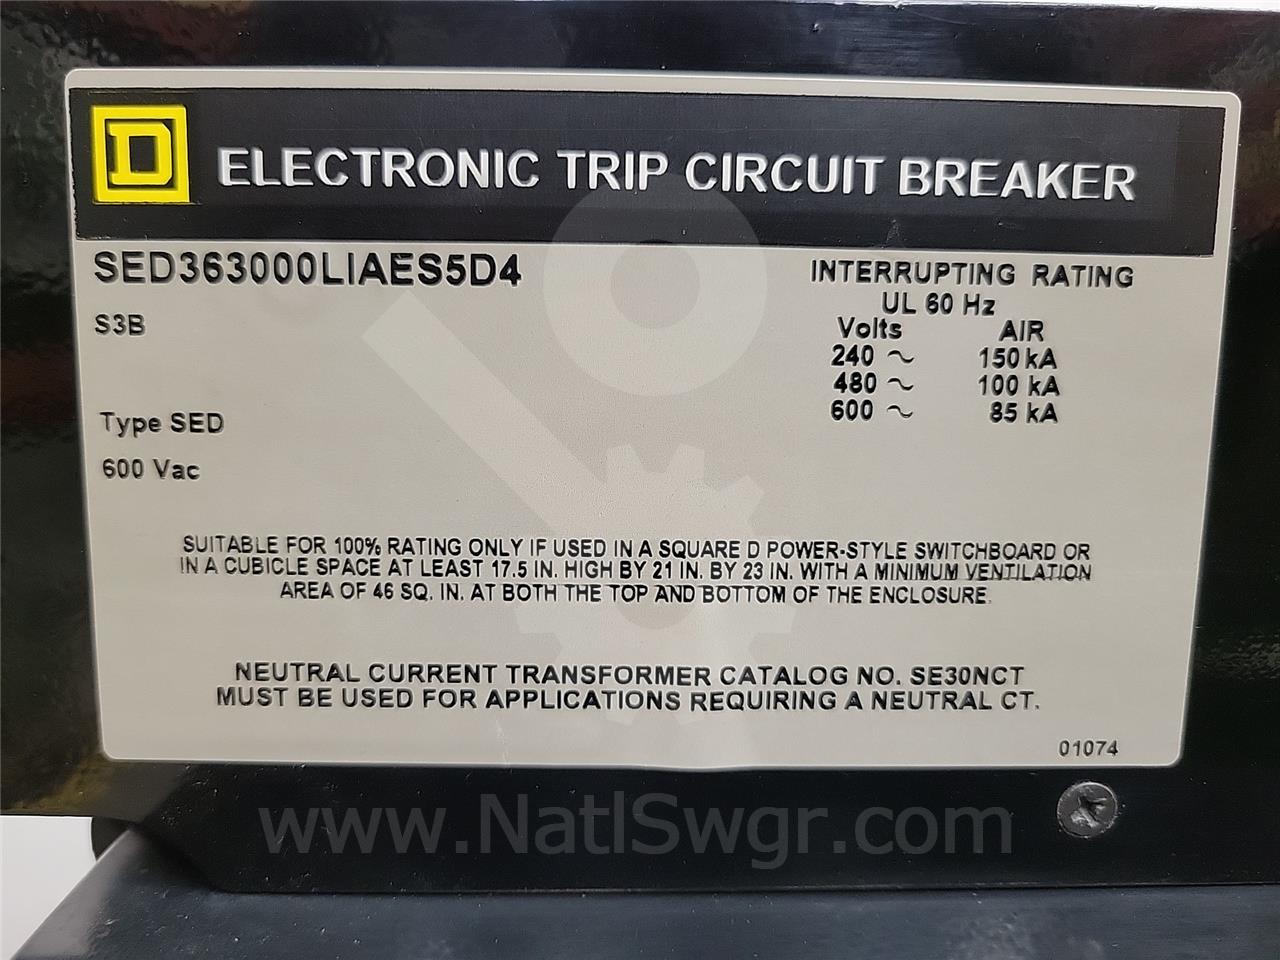 D
ELECTRONIC TRIP CIRCUIT BREAKER
SED363000LIAES5D4
S3B
Type SED
600 Vac
INTERRUPTING RATING
UL 60 Hz
Volts AIR
240 ~ 150 kA
480 ~ 100 kA
600 ~ 85 kA
SUITABLE FOR 100% RATING ONLY IF USED IN A SQUARE D POWER-STYLE SWITCHBOARD OR
IN A CUBICLE SPACE AT LEAST 17.5 IN. HIGH BY 21 IN. BY 23 IN. WITH A MINIMUM VENTILATION
AREA OF 46 SQ. IN. AT BOTH THE TOP AND BOTTOM OF THE ENCLOSURE.
NEUTRAL CURRENT TRANSFORMER CATALOG NO. SE30NCT
MUST BE USED FOR APPLICATIONS REQUIRING A NEUTRAL CT.
01074
www.NatlSwgr.com